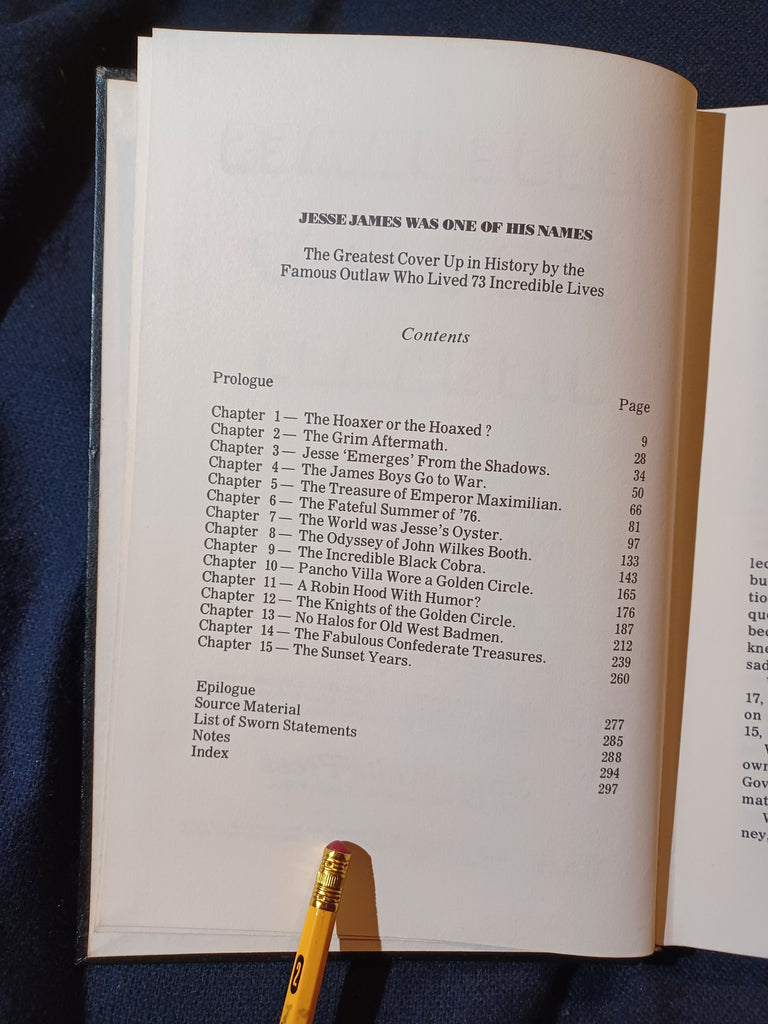 JESSE JAMES WAS ONE OF HIS NAMES
The Greatest Cover Up in History by the
Famous Outlaw Who Lived 73 Incredible Lives
Contents
Prologue
Page
Chapter 1— The Hoaxer or the Hoaxed ? 9
Chapter 2— The Grim Aftermath. 28
Chapter 3— Jesse ‘Emerges’ From the Shadows. 34
Chapter 4— The James Boys Go to War. 50
Chapter 5— The Treasure of Emperor Maximilian. 66
Chapter 6— The Fateful Summer of ’76. 81
Chapter 7— The World was Jesse’s Oyster. 97
Chapter 8— The Odyssey of John Wilkes Booth. 133
Chapter 9— The Incredible Black Cobra. 143
Chapter 10— Pancho Villa Wore a Golden Circle. 165
Chapter 11— A Robin Hood With Humor? 176
Chapter 12— The Knights of the Golden Circle. 187
Chapter 13— No Halos for Old West Badmen. 212
Chapter 14— The Fabulous Confederate Treasures. 239
Chapter 15— The Sunset Years. 260
Epilogue 277
Source Material 285
List of Sworn Statements 288
Notes 294
Index 297
2
17,
on
15,
own
Gov
mat
ney,